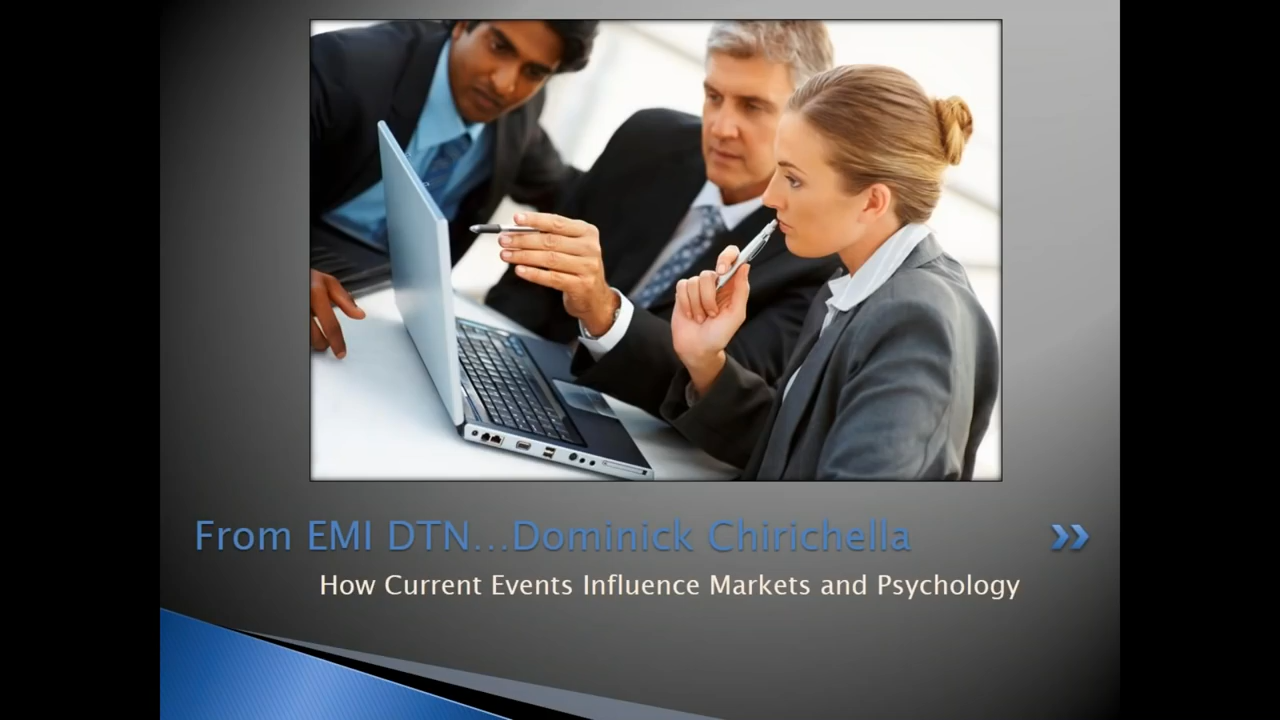 From EMI DTN...Dominick Chirichella
How Current Events Influence Markets and Psychology